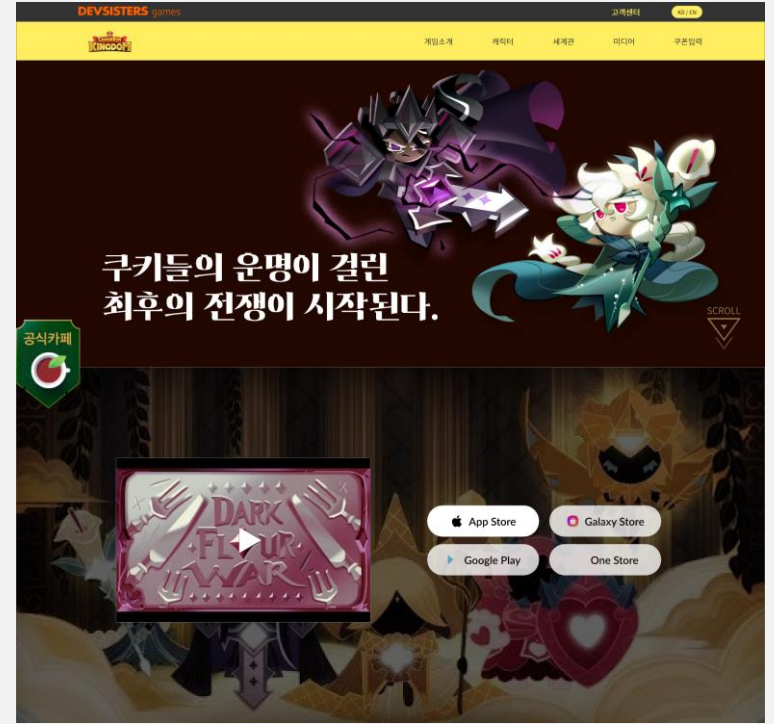 DEVSISTERS games
고객센터
KR / EN
COOKIE RUN
KINGDOM
게임소개
캐릭터
세계관
미디어
쿠폰입력
쿠키들의 운명이 걸린
최후의 전쟁이 시작된다.
SCROLL
공식카페
DARK
FLOUR
WAR
App Store
Galaxy Store
Google Play
One Store